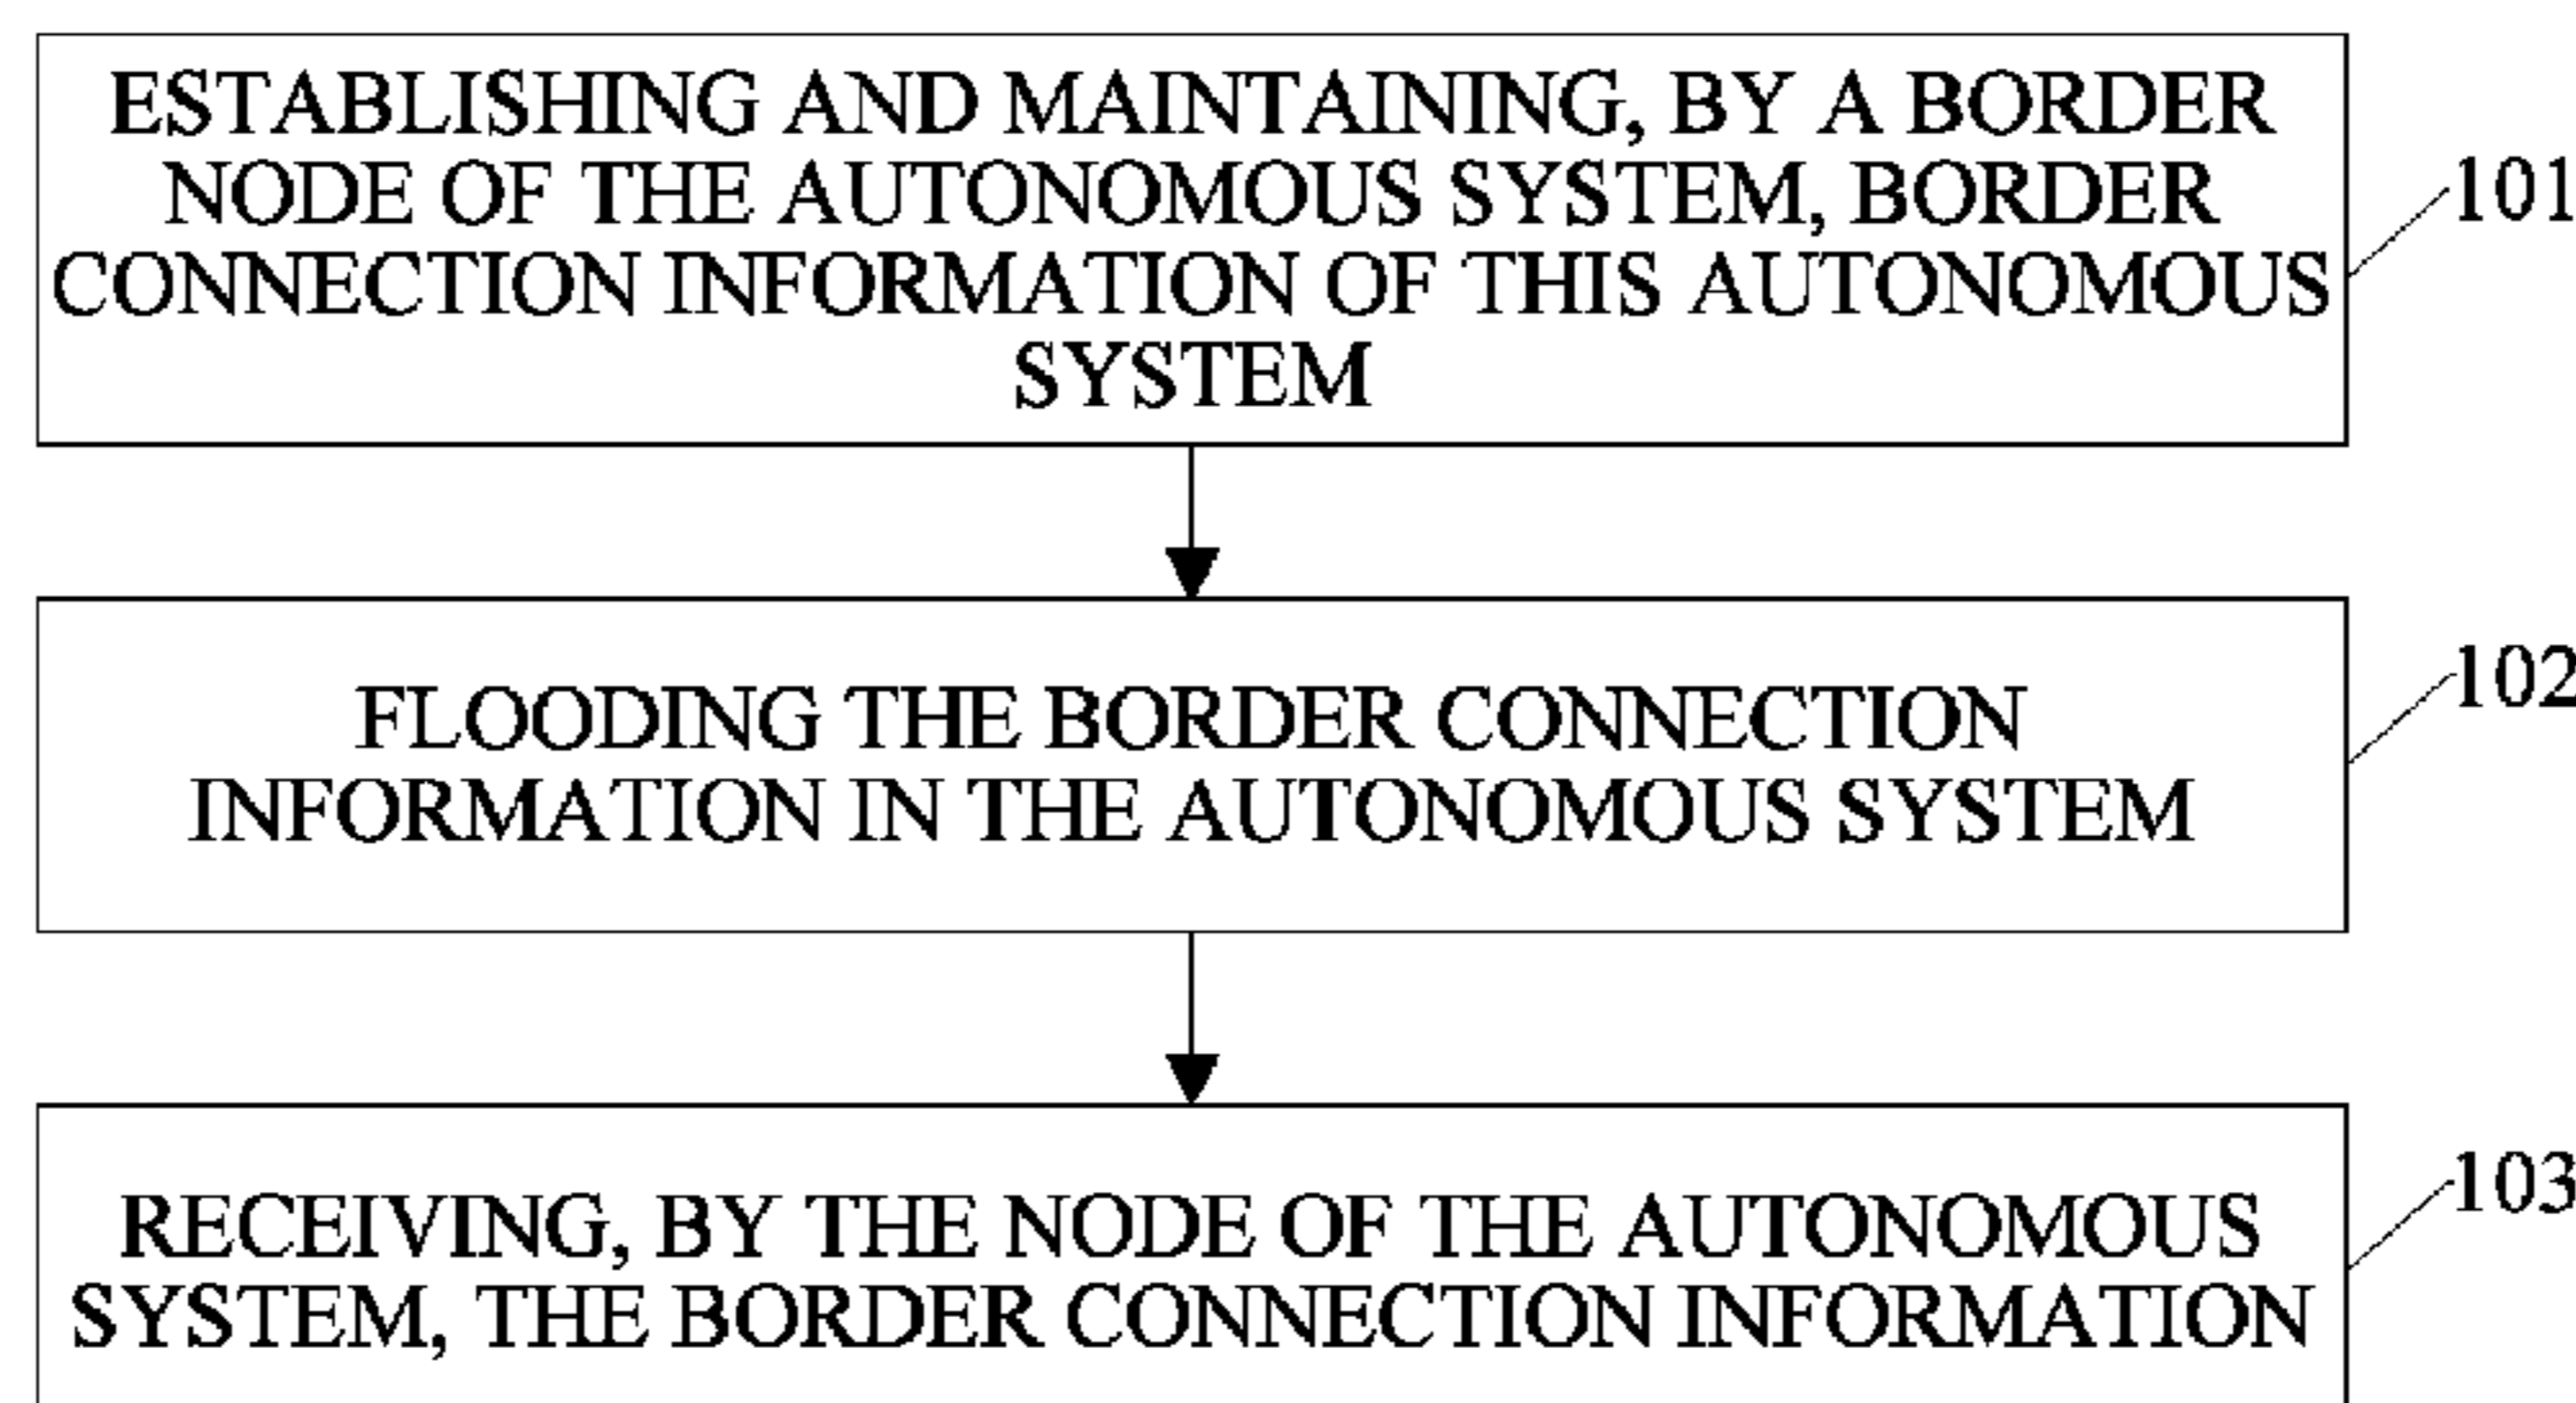 ESTABLISHING AND MAINTAINING, BY A BORDER
NODE OF THE AUTONOMOUS SYSTEM, BORDER
CONNECTION INFORMATION OF THIS AUTONOMOUS
SYSTEM
101
FLOODING THE BORDER CONNECTION
INFORMATION IN THE AUTONOMOUS SYSTEM
102
RECEIVING, BY THE NODE OF THE AUTONOMOUS
SYSTEM, THE BORDER CONNECTION INFORMATION
103